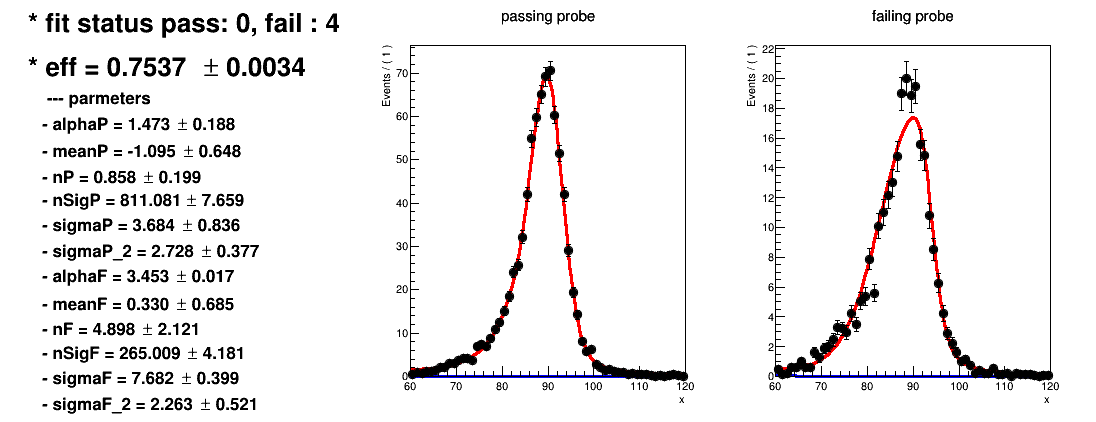 * fit status pass: 0, fail : 4
* eff = 0.7537 ± 0.0034
--- parmeters
- alphaP = 1.473 ± 0.188
- meanP = -1.095 ± 0.648
- nP = 0.858 ± 0.199
- nSigP = 811.081 ± 7.659
- sigmaP = 3.684 ± 0.836
- sigmaP_2 = 2.728 ± 0.377
- alphaF = 3.453 ± 0.017
- meanF = 0.330 ± 0.685
- nF = 4.898 ± 2.121
- nSigF = 265.009 ± 4.181
- sigmaF = 7.682 ± 0.399
- sigmaF_2 = 2.263 ± 0.521
passing probe
Events / ( 1 )
70
60
50
40
30
20
10
0
60 70 80 90 100 110 120
x
failing probe
Events / ( 1 )
22
20
18
16
14
12
10
8
6
4
2
0
60 70 80 90 100 110 120
x